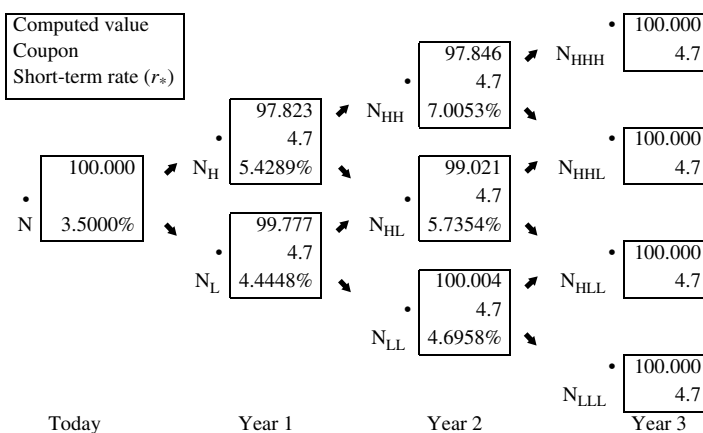 Computed value
Coupon
Short-term rate (r*)
•
N
100.000
3.5000%
•
N_H
97.823
4.7
5.4289%
•
N_L
99.777
4.7
4.4448%
•
N_HH
97.846
4.7
7.0053%
•
N_HL
99.021
4.7
5.7354%
•
N_LL
100.004
4.7
4.6958%
•
N_HHH
100.000
4.7
•
N_HHL
100.000
4.7
•
N_HLL
100.000
4.7
•
N_LLL
100.000
4.7
Today Year 1 Year 2 Year 3